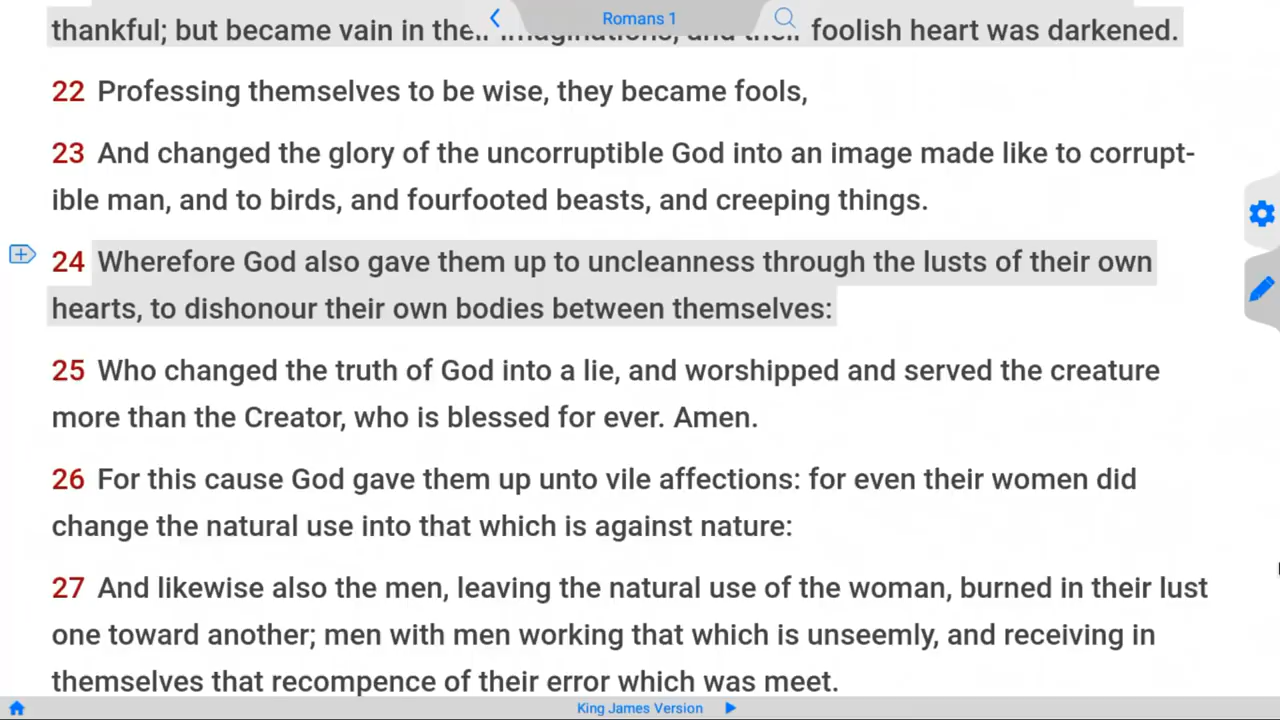 Romans 1
thankful; but became vain in their imaginations, and their foolish heart was darkened.
22 Professing themselves to be wise, they became fools,
23 And changed the glory of the uncorruptible God into an image made like to corrupt-
ible man, and to birds, and fourfooted beasts, and creeping things.
24 Wherefore God also gave them up to uncleanness through the lusts of their own
hearts, to dishonour their own bodies between themselves:
25 Who changed the truth of God into a lie, and worshipped and served the creature
more than the Creator, who is blessed for ever. Amen.
26 For this cause God gave them up unto vile affections: for even their women did
change the natural use into that which is against nature:
27 And likewise also the men, leaving the natural use of the woman, burned in their lust
one toward another; men with men working that which is unseemly, and receiving in
themselves that recompence of their error which was meet.
King James Version